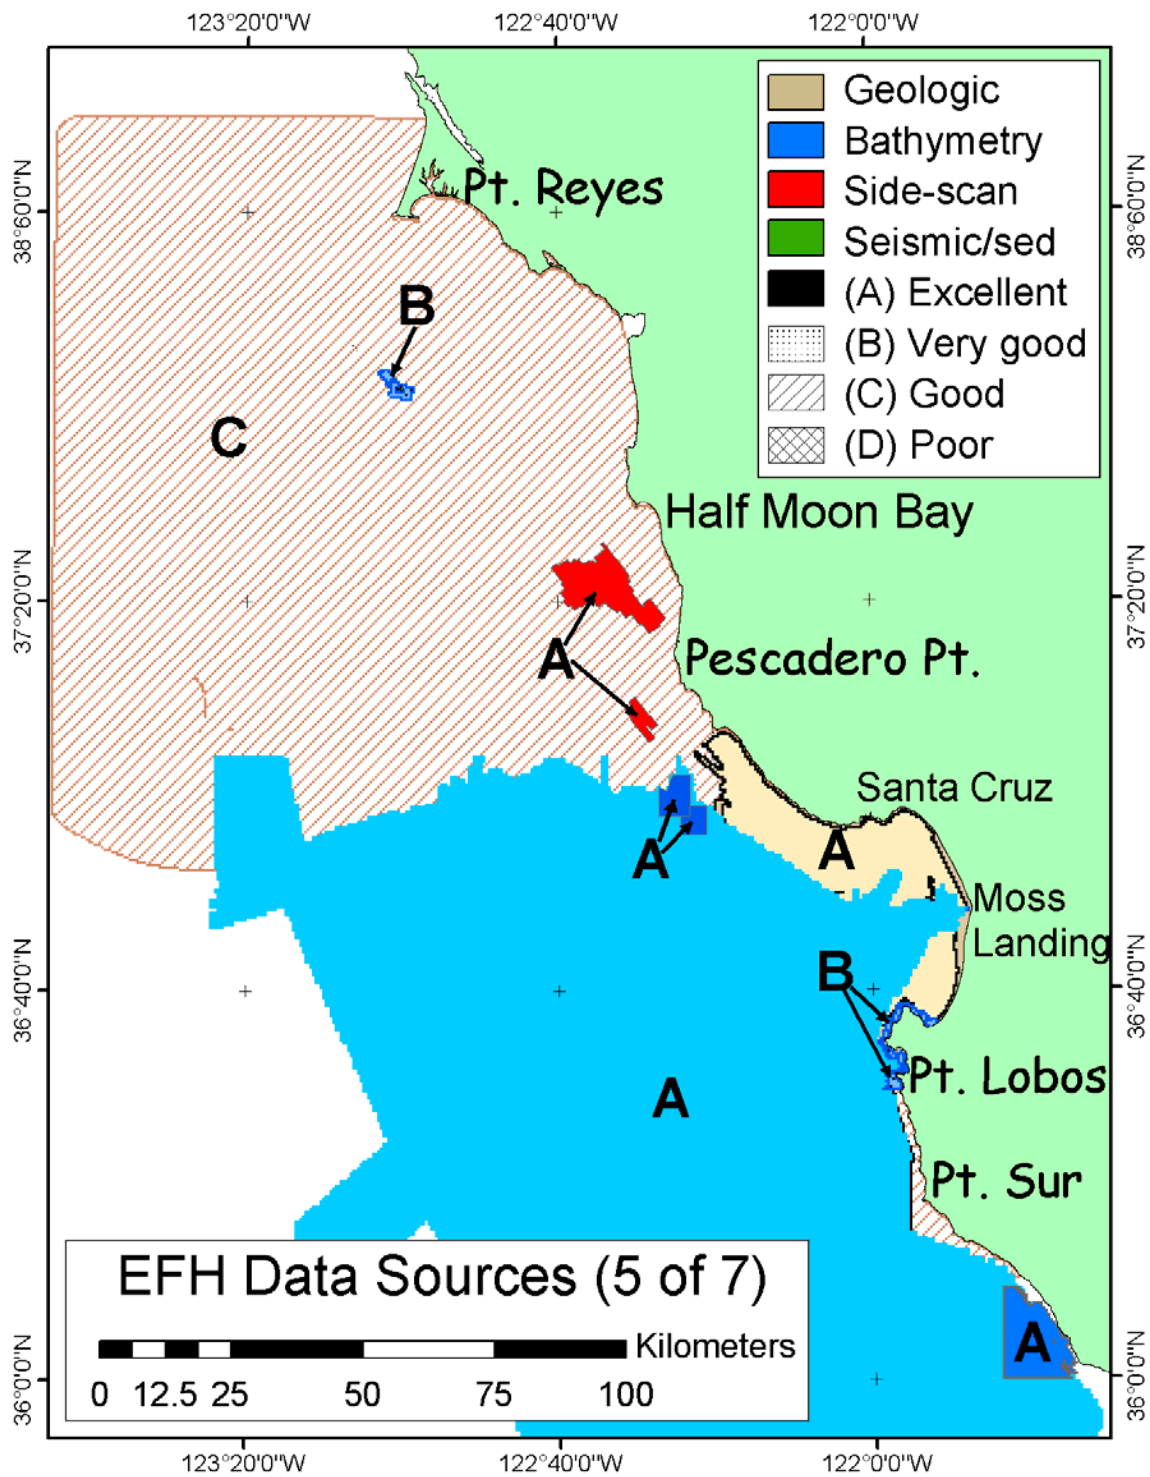 123°20'0"W 122°40'0"W 122°0'0"W
Geologic
Bathymetry
Side-scan
Seismic/sed
(A) Excellent
(B) Very good
(C) Good
(D) Poor
38°60'0"N
38°60'0"N
Pt. Reyes
B
C
Half Moon Bay
37°20'0"N
37°20'0"N
A
Pescadero Pt.
Santa Cruz
A
A
Moss
Landing
B
36°40'0"N
36°40'0"N
A
Pt. Lobos
Pt. Sur
EFH Data Sources (5 of 7)
Kilometers
0 12.5 25 50 75 100
A
36°0'0"N
36°0'0"N
123°20'0"W 122°40'0"W 122°0'0"W